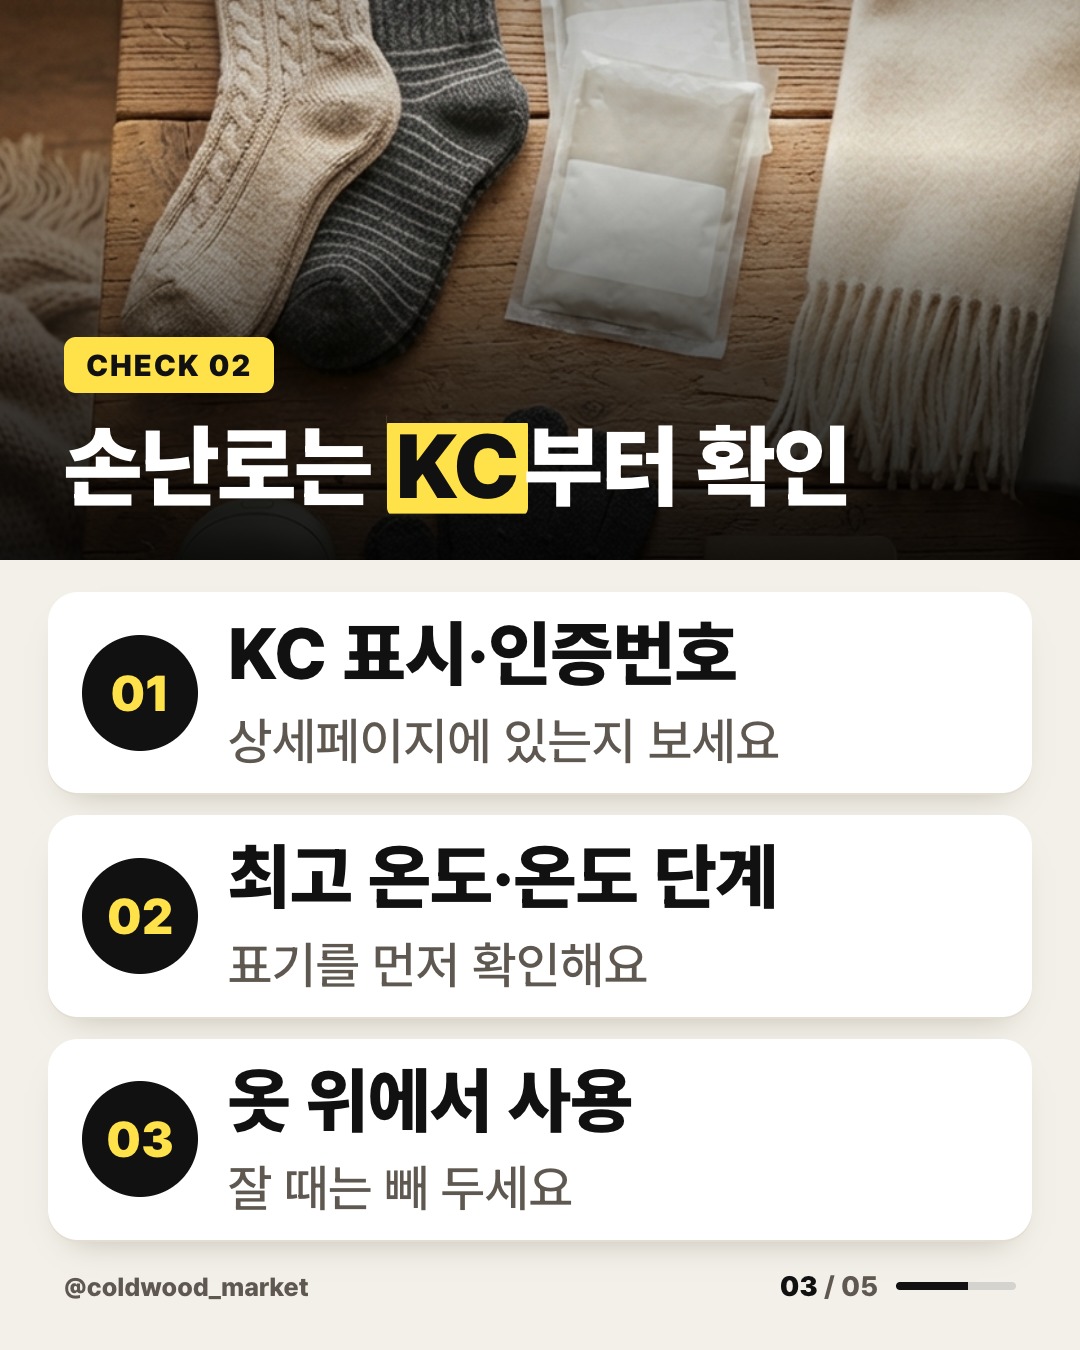 CHECK 02
손난로는 KC부터 확인
01
KC 표시·인증번호
상세페이지에 있는지 보세요
02
최고 온도·온도 단계
표기를 먼저 확인해요
03
옷 위에서 사용
잘 때는 빼 두세요
@coldwood_market
03 / 05